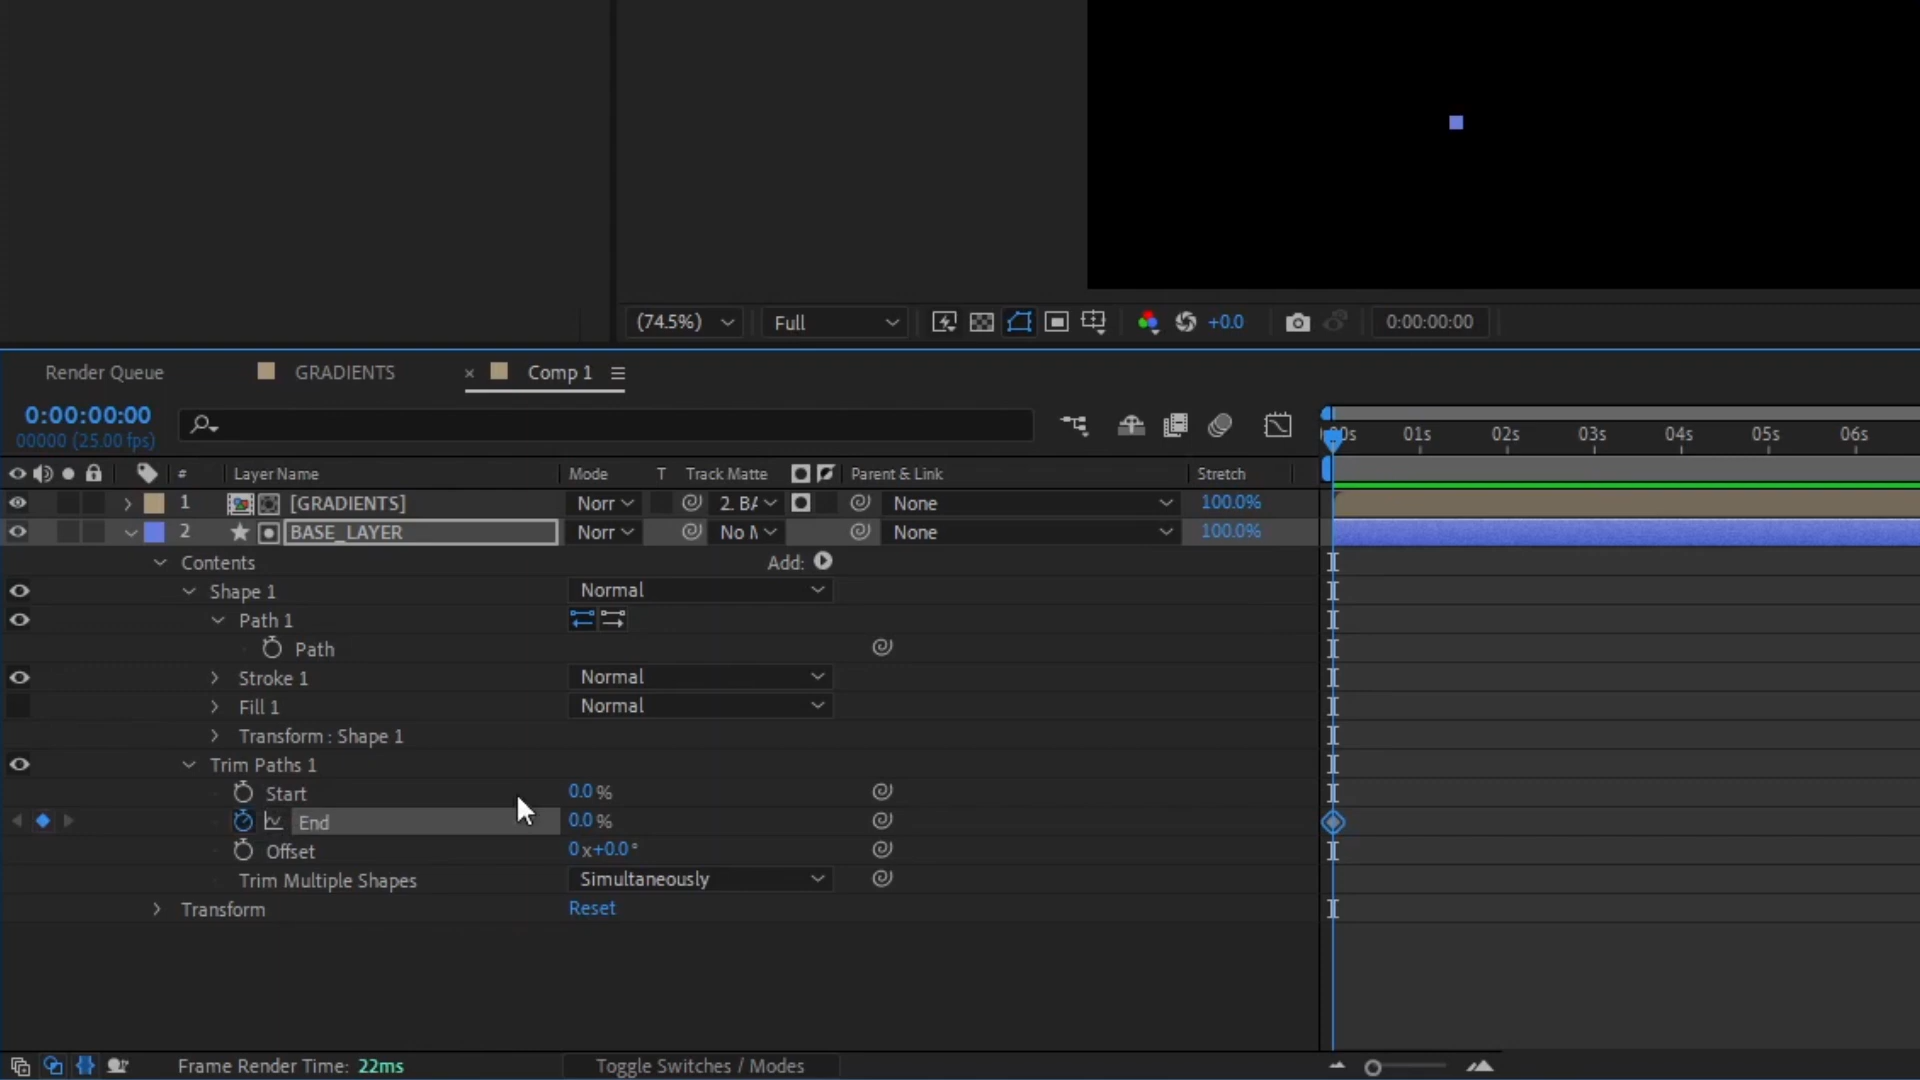 (74.5%) Full +0.0 0:00:00:00
Render Queue GRADIENTS × Comp 1
0:00:00:00
00000 (25.00 fps)
00s 01s 02s 03s 04s 05s 06s
# Layer Name Mode T Track Matte Parent & Link Stretch
1 [GRADIENTS] Norr 2. BA None 100.0%
2 BASE_LAYER Norr No M None 100.0%
Contents Add:
Shape 1 Normal
Path 1
Path
Stroke 1 Normal
Fill 1 Normal
Transform : Shape 1
Trim Paths 1
Start 0.0 %
End 0.0 %
Offset 0 x+0.0 °
Trim Multiple Shapes Simultaneously
Transform Reset
Frame Render Time: 22ms Toggle Switches / Modes